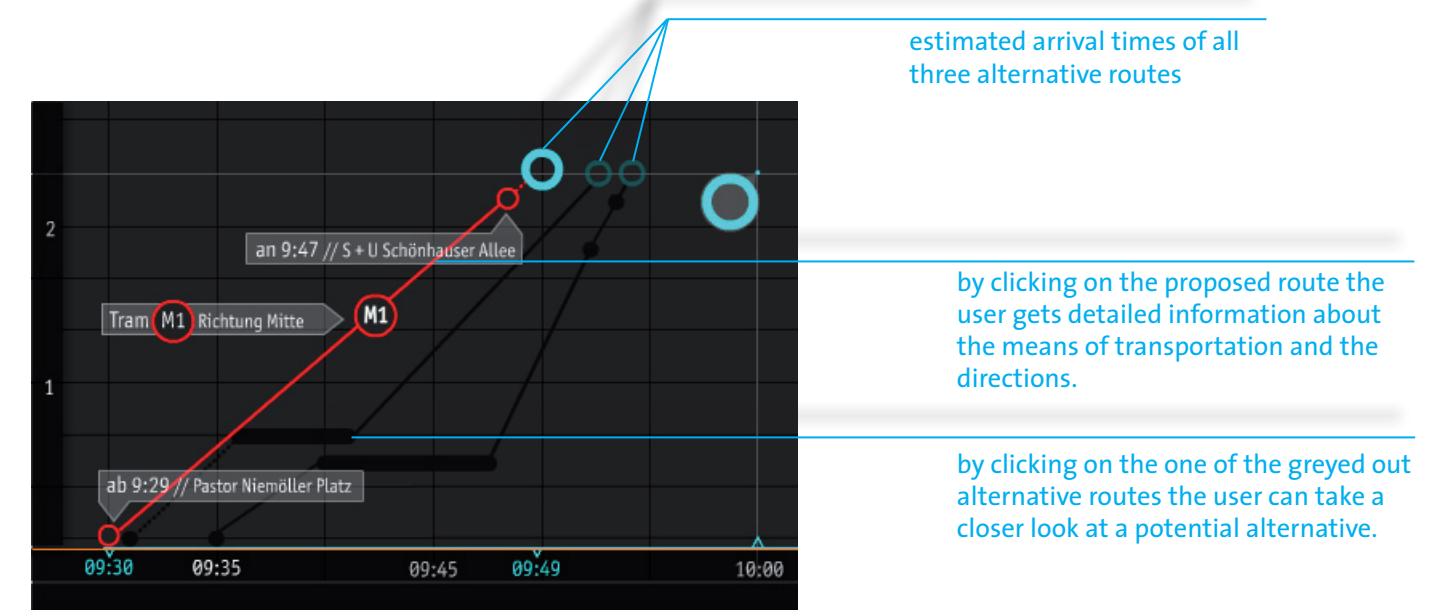 estimated arrival times of all
three alternative routes
2
an 9:47 // S + U Schönhauser Allee
by clicking on the proposed route the
user gets detailed information about
the means of transportation and the
directions.
Tram M1 Richtung Mitte
M1
1
by clicking on the one of the greyed out
alternative routes the user can take a
closer look at a potential alternative.
ab 9:29 // Pastor Niemöller Platz
09:30 09:35 09:45 09:49 10:00